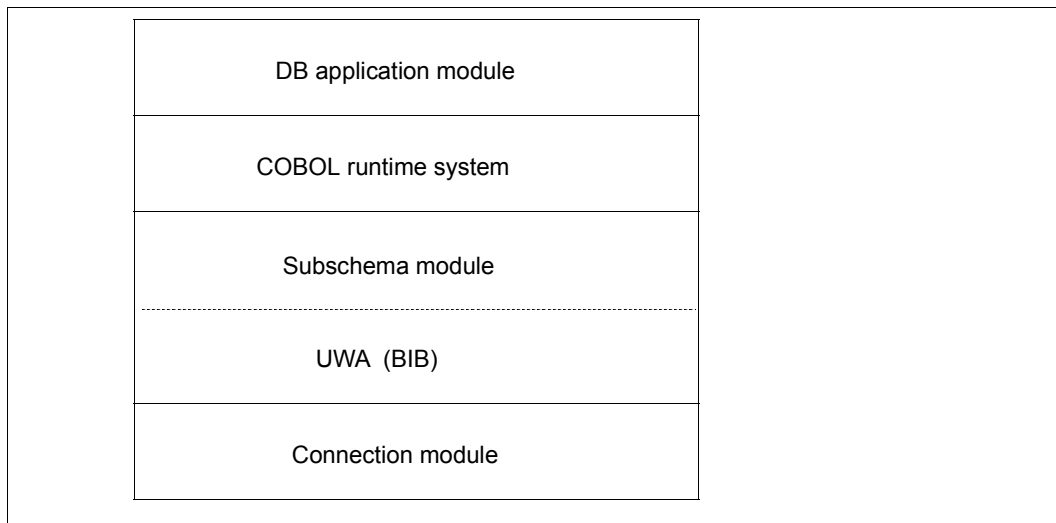 DB application module
COBOL runtime system
Subschema module
UWA (BIB)
Connection module